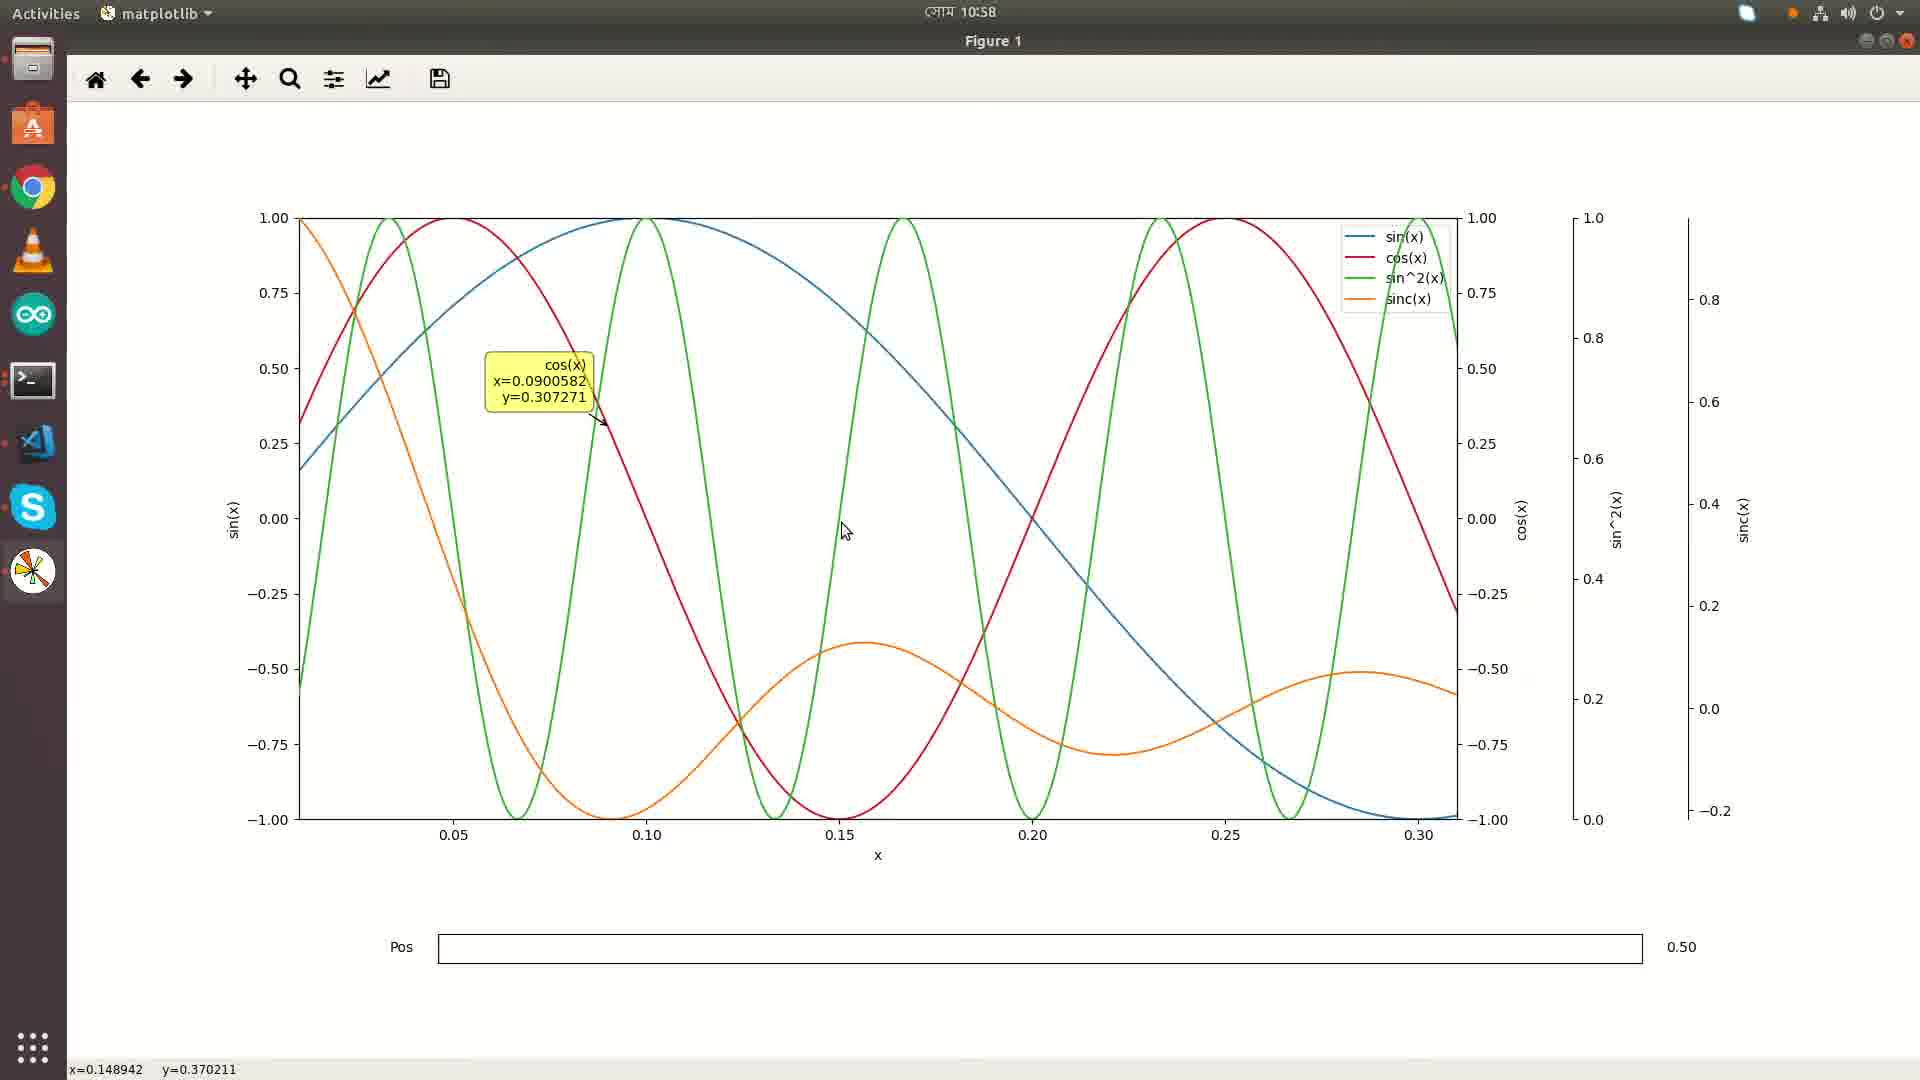 Activities matplotlib সোম 10:58
Figure 1
1.00
0.75
0.50
0.25
0.00
−0.25
−0.50
−0.75
−1.00
sin(x)
cos(x)
x=0.0900582
y=0.307271
sin(x)
cos(x)
sin^2(x)
sinc(x)
0.05 0.10 0.15 0.20 0.25 0.30
x
1.00
0.75
0.50
0.25
0.00
−0.25
−0.50
−0.75
−1.00
cos(x)
1.0
0.8
0.6
0.4
0.2
0.0
sin^2(x)
0.8
0.6
0.4
0.2
0.0
−0.2
sinc(x)
Pos 0.50
x=0.148942 y=0.370211